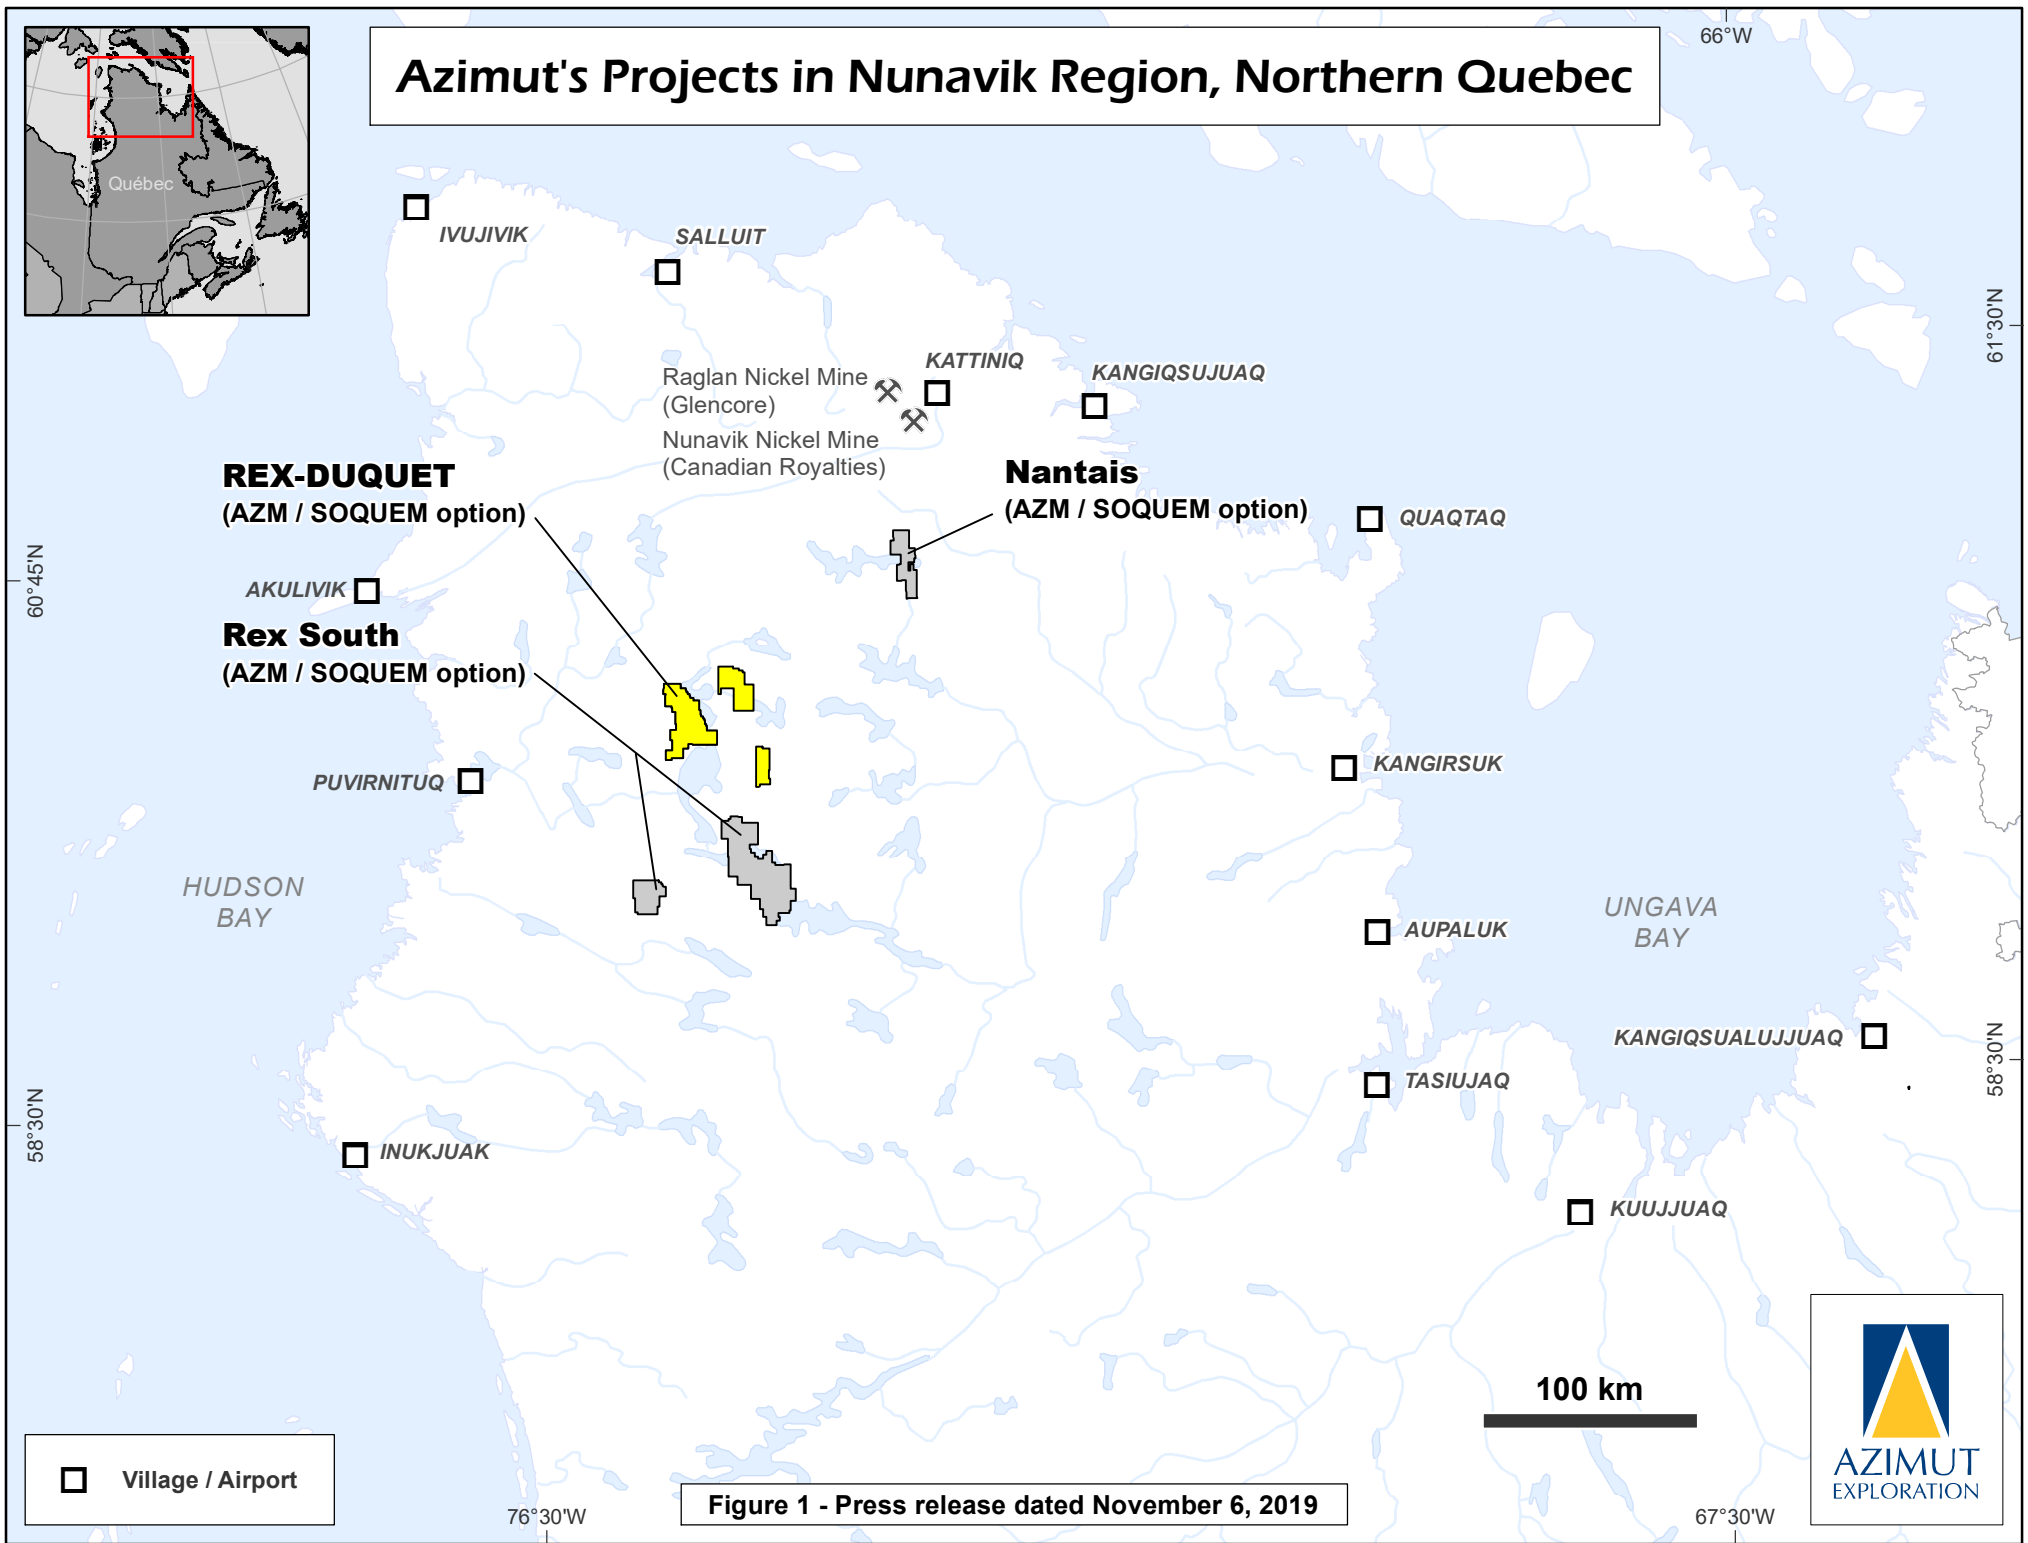 Azimut's Projects in Nunavik Region, Northern Quebec
66°W
Québec
IVUJIVIK
SALLUIT
61°30'N
KATTINIQ
KANGIQSUJUAQ
Raglan Nickel Mine
(Glencore)
Nunavik Nickel Mine
(Canadian Royalties)
REX-DUQUET
(AZM / SOQUEM option)
Nantais
(AZM / SOQUEM option)
QUAQTAQ
60°45'N
AKULIVIK
Rex South
(AZM / SOQUEM option)
KANGIRSUK
PUVIRNITUQ
HUDSON
BAY
UNGAVA
BAY
AUPALUK
KANGIQSUALUJJUAQ
58°30'N
TASIUJAQ
58°30'N
INUKJUAK
KUUJJUAQ
100 km
AZIMUT
EXPLORATION
Village / Airport
Figure 1 - Press release dated November 6, 2019
76°30'W
67°30'W